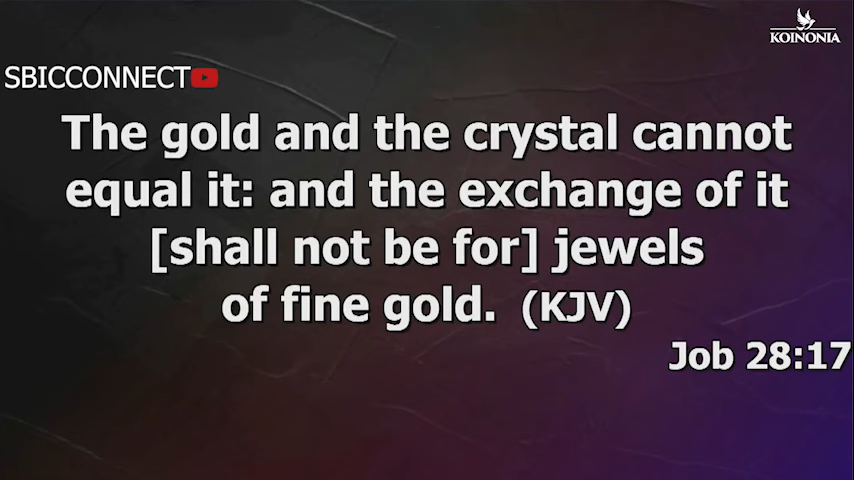 KOINONIA
SBICCONNECT
The gold and the crystal cannot
equal it: and the exchange of it
[shall not be for] jewels
of fine gold. (KJV)
Job 28:17